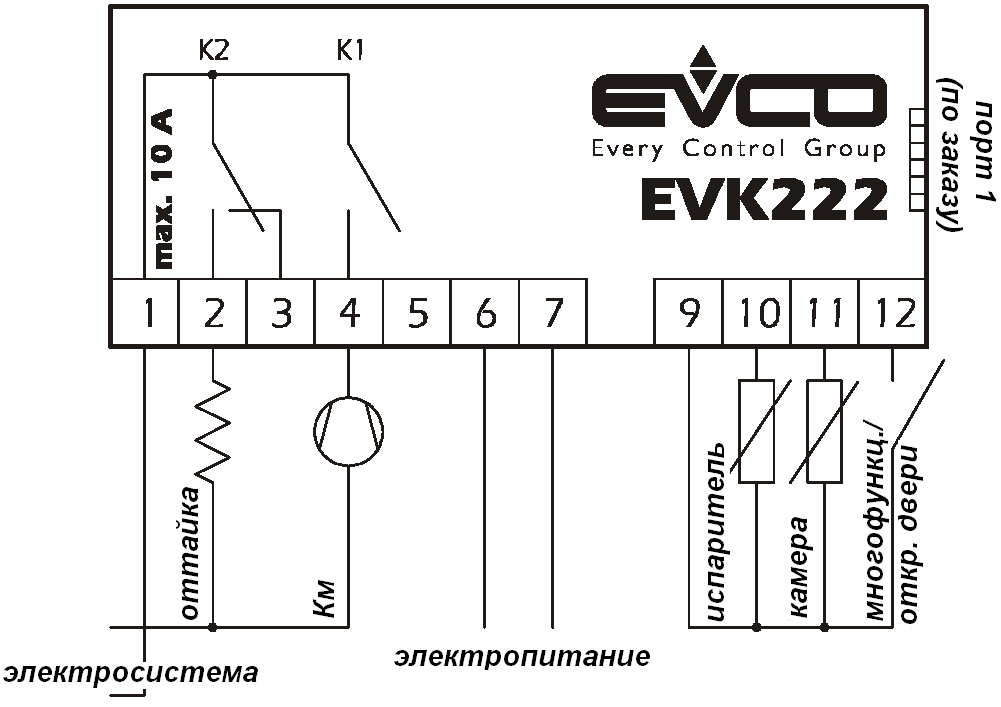 K2
K1
max. 10 A
EVCO
Every Control Group
EVK222
порт 1
(по заказу)
1 2 3 4 5 6 7 9 10 11 12
оттайка
Км
испаритель
камера
многофункц./
откр. двери
электросистема
электропитание